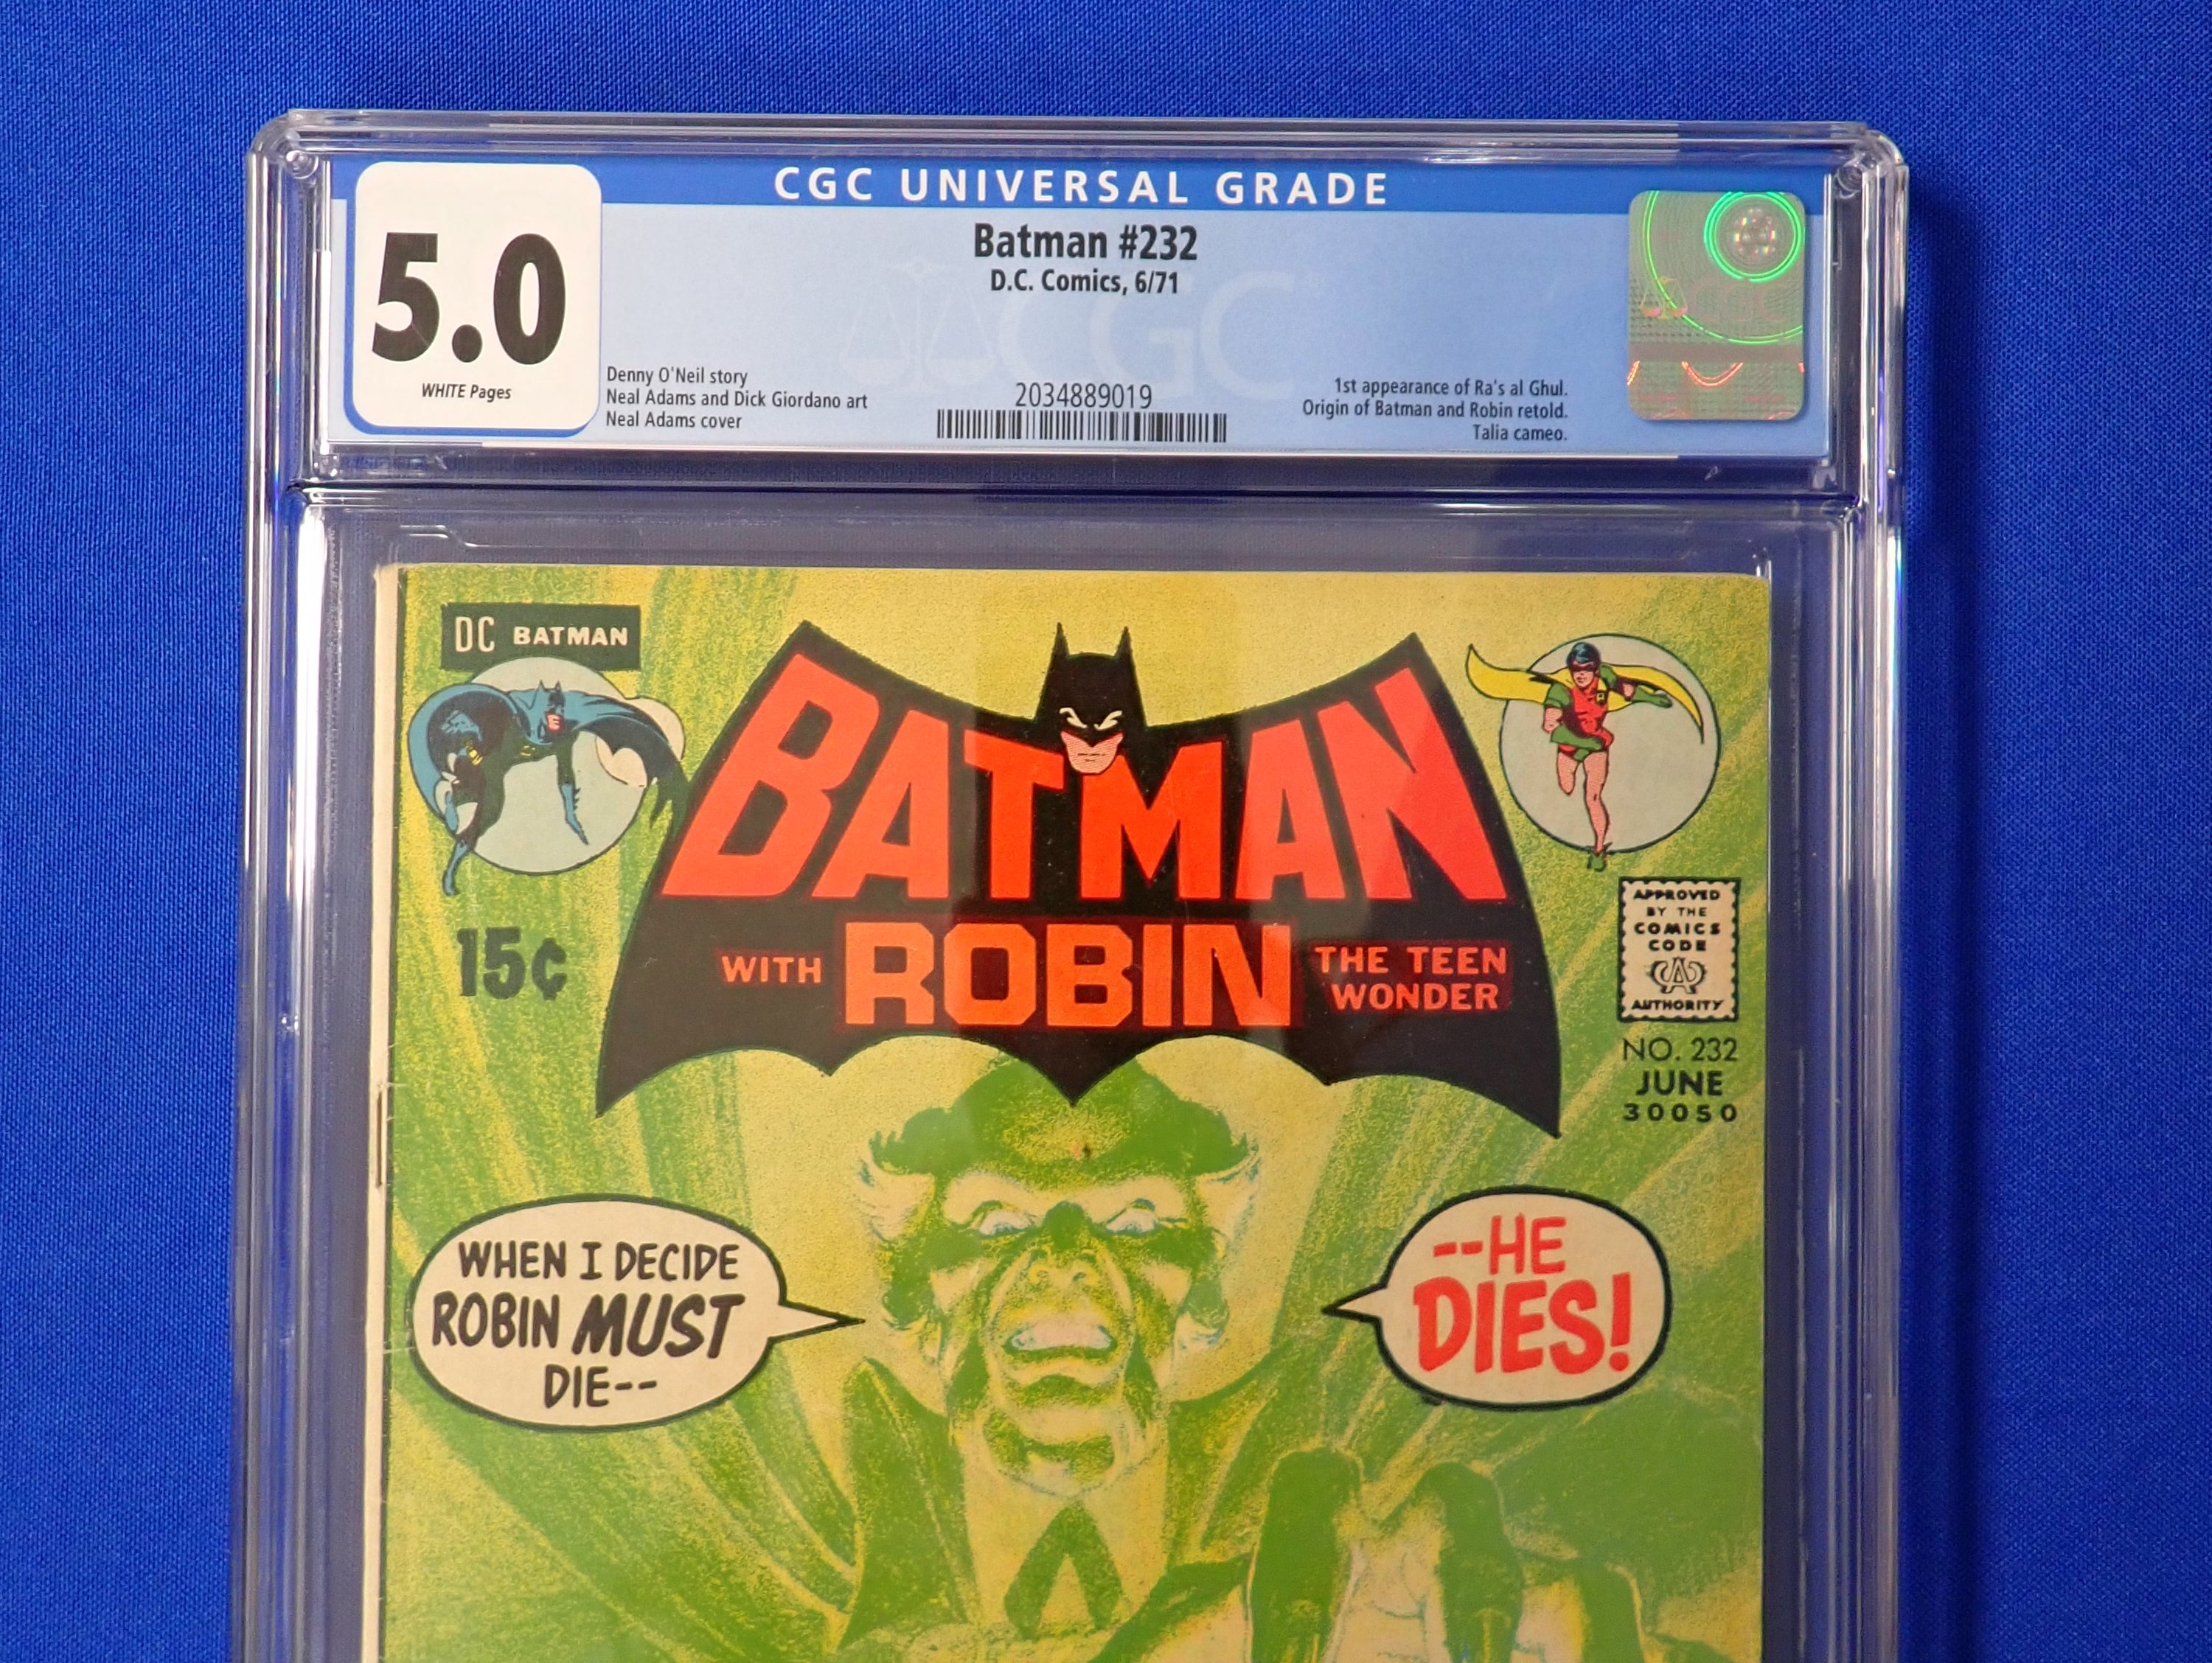 CGC UNIVERSAL GRADE
5.0
WHITE Pages
Batman #232
D.C. Comics, 6/71
CGC
Denny O'Neil story
Neal Adams and Dick Giordano art
Neal Adams cover
2034889019
1st appearance of Ra's al Ghul.
Origin of Batman and Robin retold.
Talia cameo.
CGC
DC BATMAN
BATMAN
WITH ROBIN THE TEEN WONDER
15¢
APPROVED
BY THE
COMICS
CODE
CA
AUTHORITY
NO. 232
JUNE
30050
WHEN I DECIDE
ROBIN MUST
DIE--
--HE
DIES!